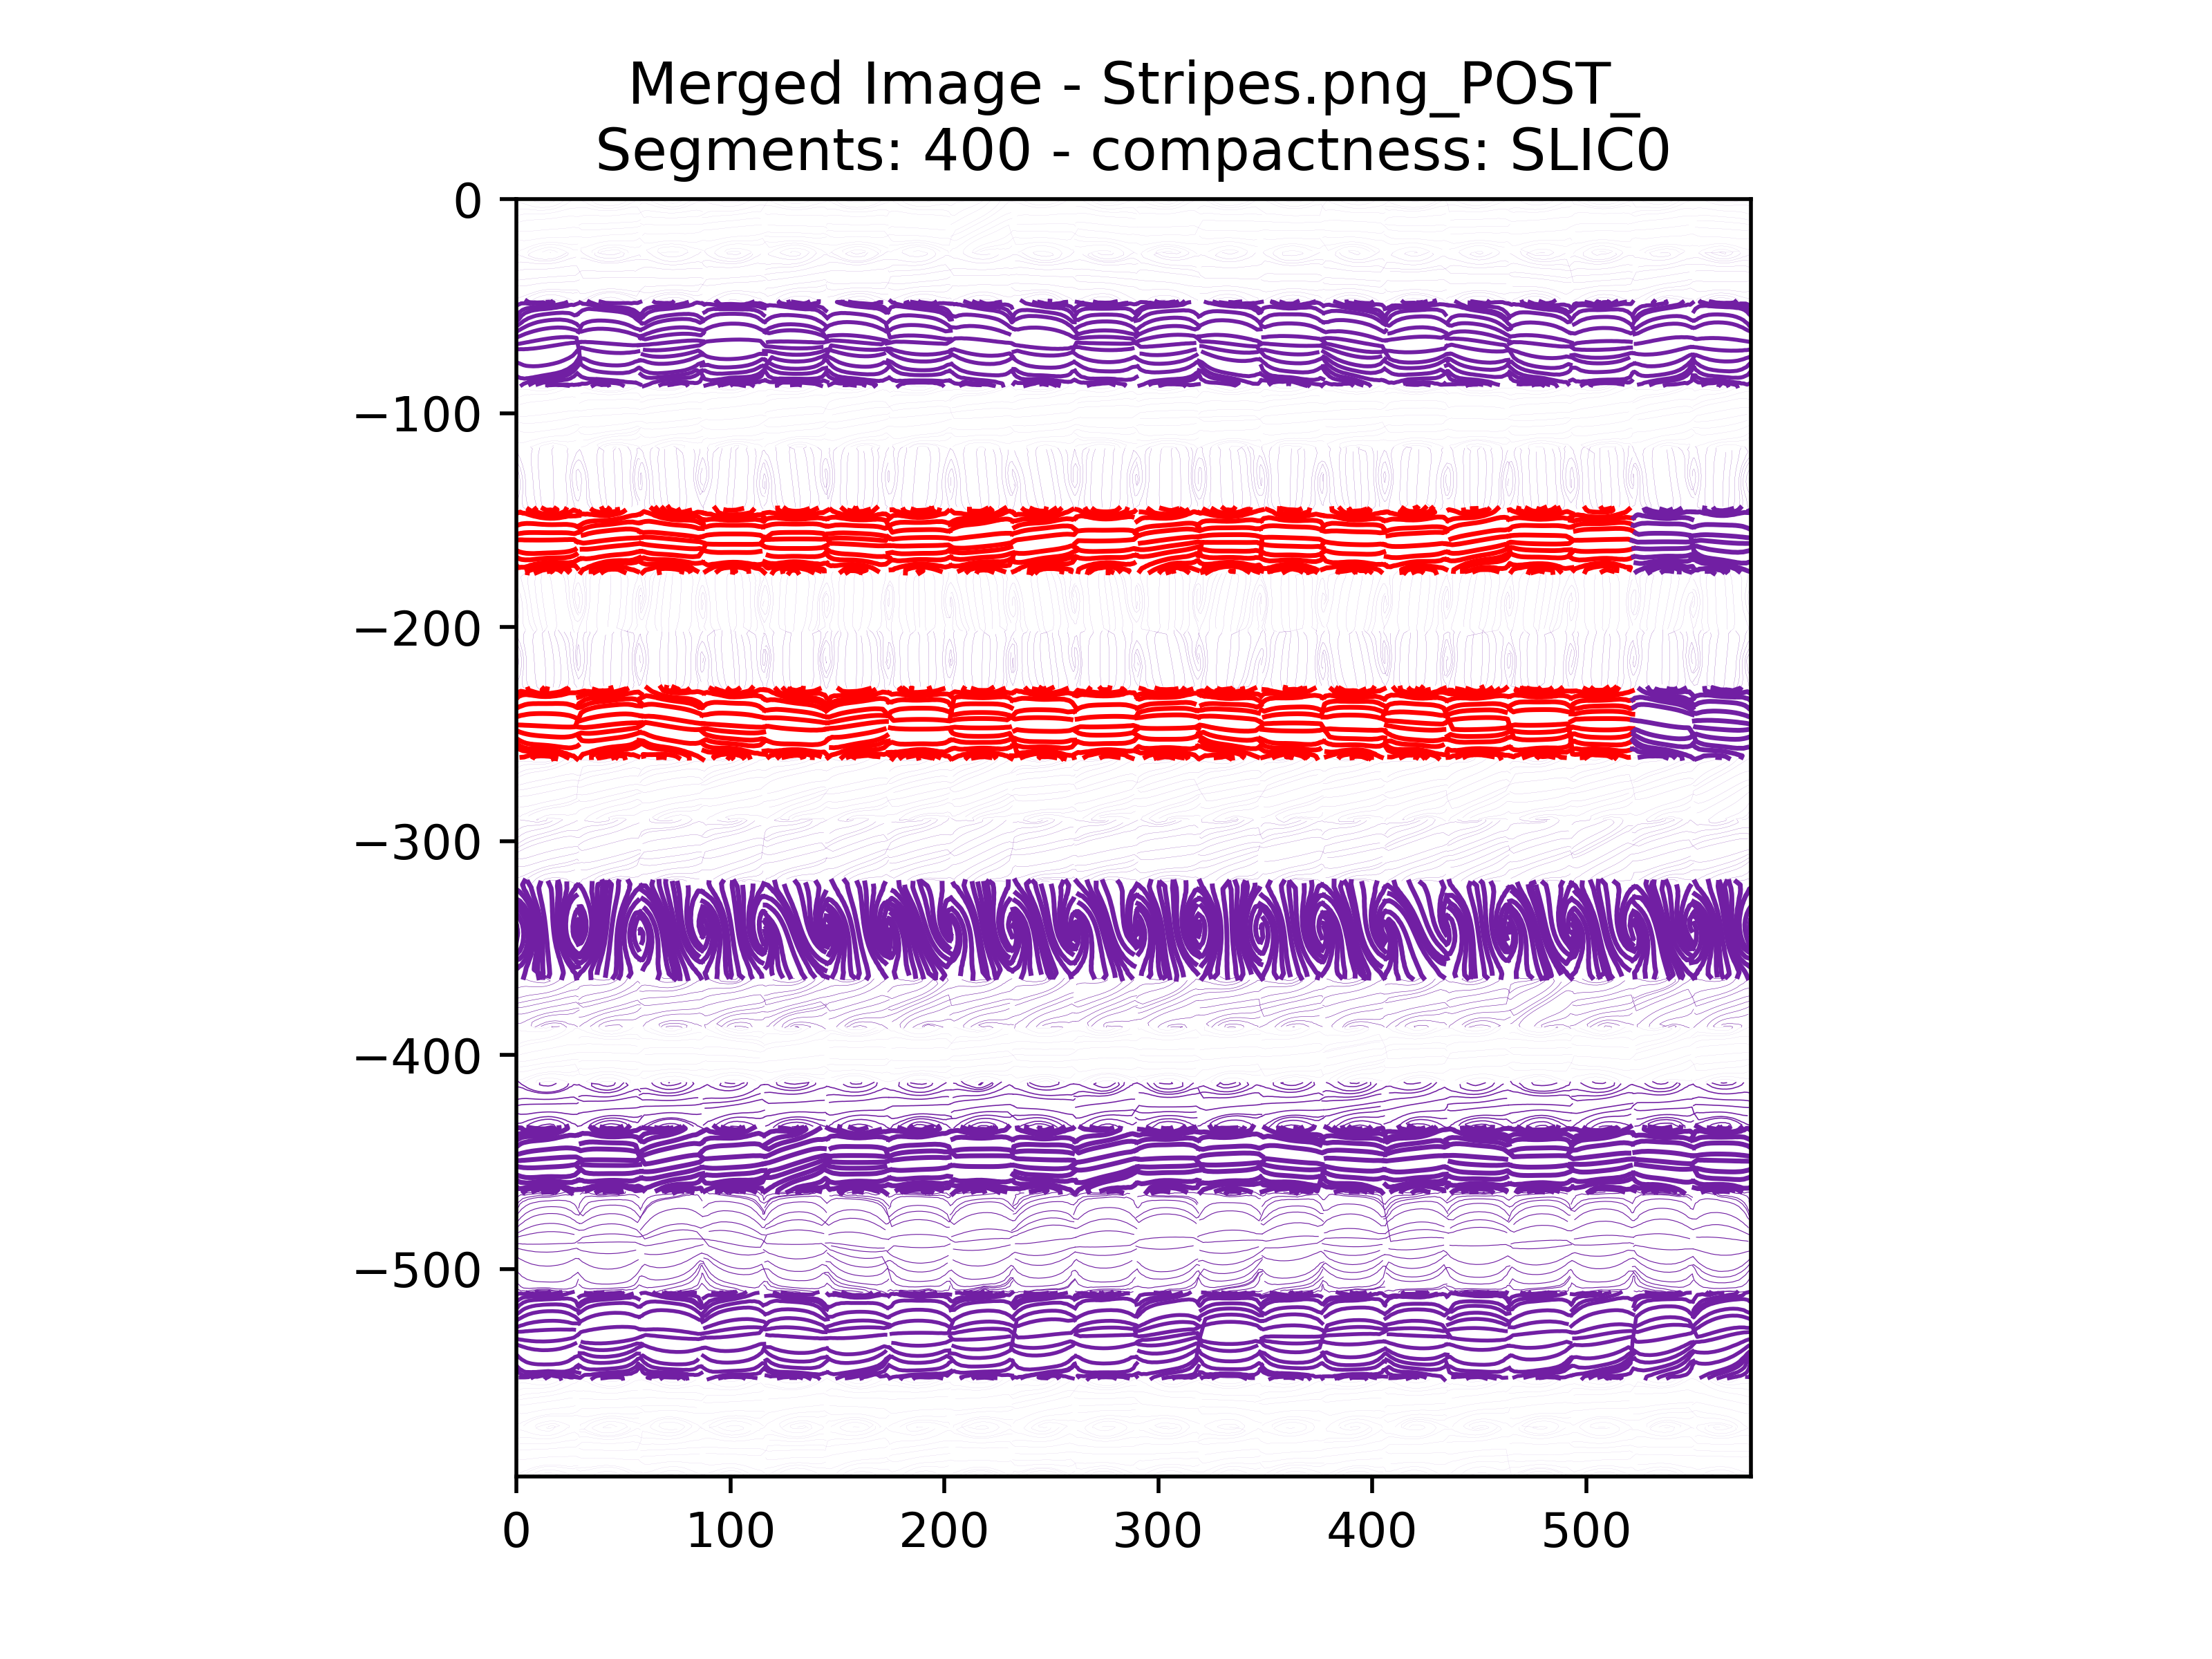 Merged Image - Stripes.png_POST_
Segments: 400 - compactness: SLIC0
0
−100
−200
−300
−400
−500
0 100 200 300 400 500